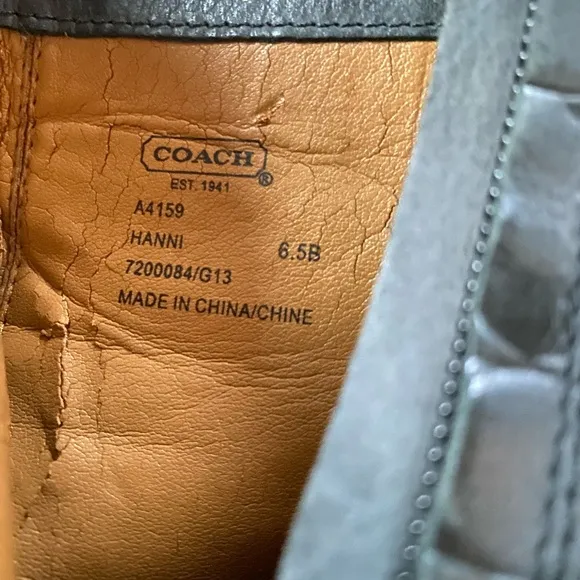 COACH®
EST. 1941
A4159
HANNI 6.5B
7200084/G13
MADE IN CHINA/CHINE